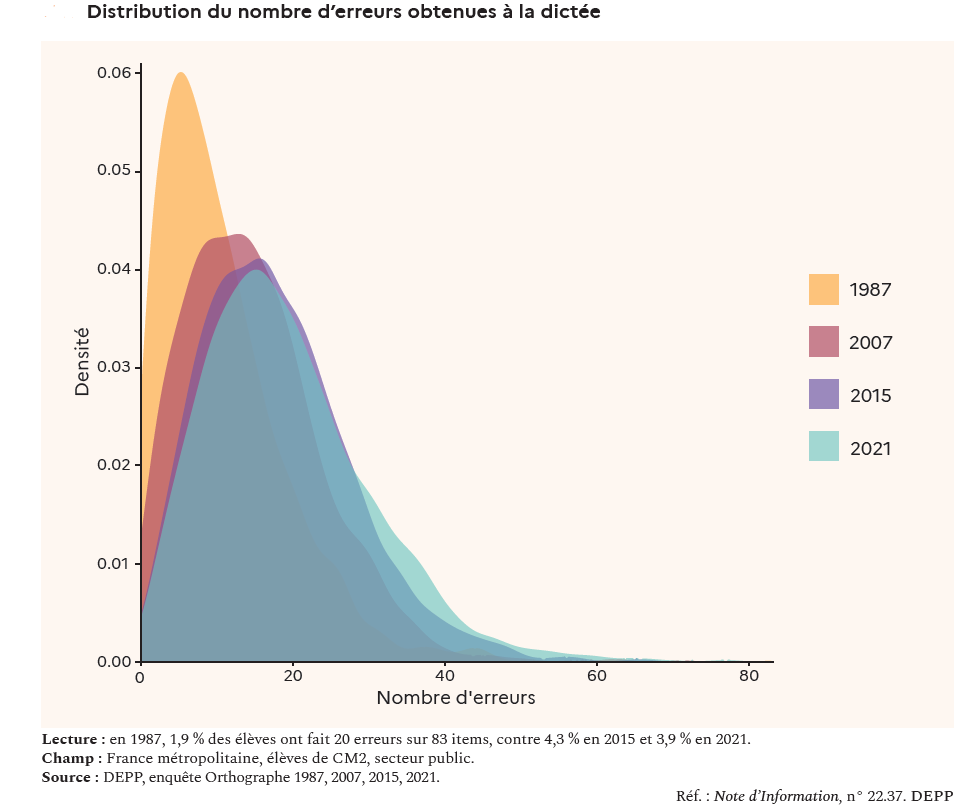 Distribution du nombre d’erreurs obtenues à la dictée
0.06
0.05
0.04
0.03
0.02
0.01
0.00
Densité
0 20 40 60 80
Nombre d'erreurs
1987
2007
2015
2021
Lecture : en 1987, 1,9 % des élèves ont fait 20 erreurs sur 83 items, contre 4,3 % en 2015 et 3,9 % en 2021.
Champ : France métropolitaine, élèves de CM2, secteur public.
Source : DEPP, enquête Orthographe 1987, 2007, 2015, 2021.
Réf. : Note d’Information, n° 22.37. DEPP